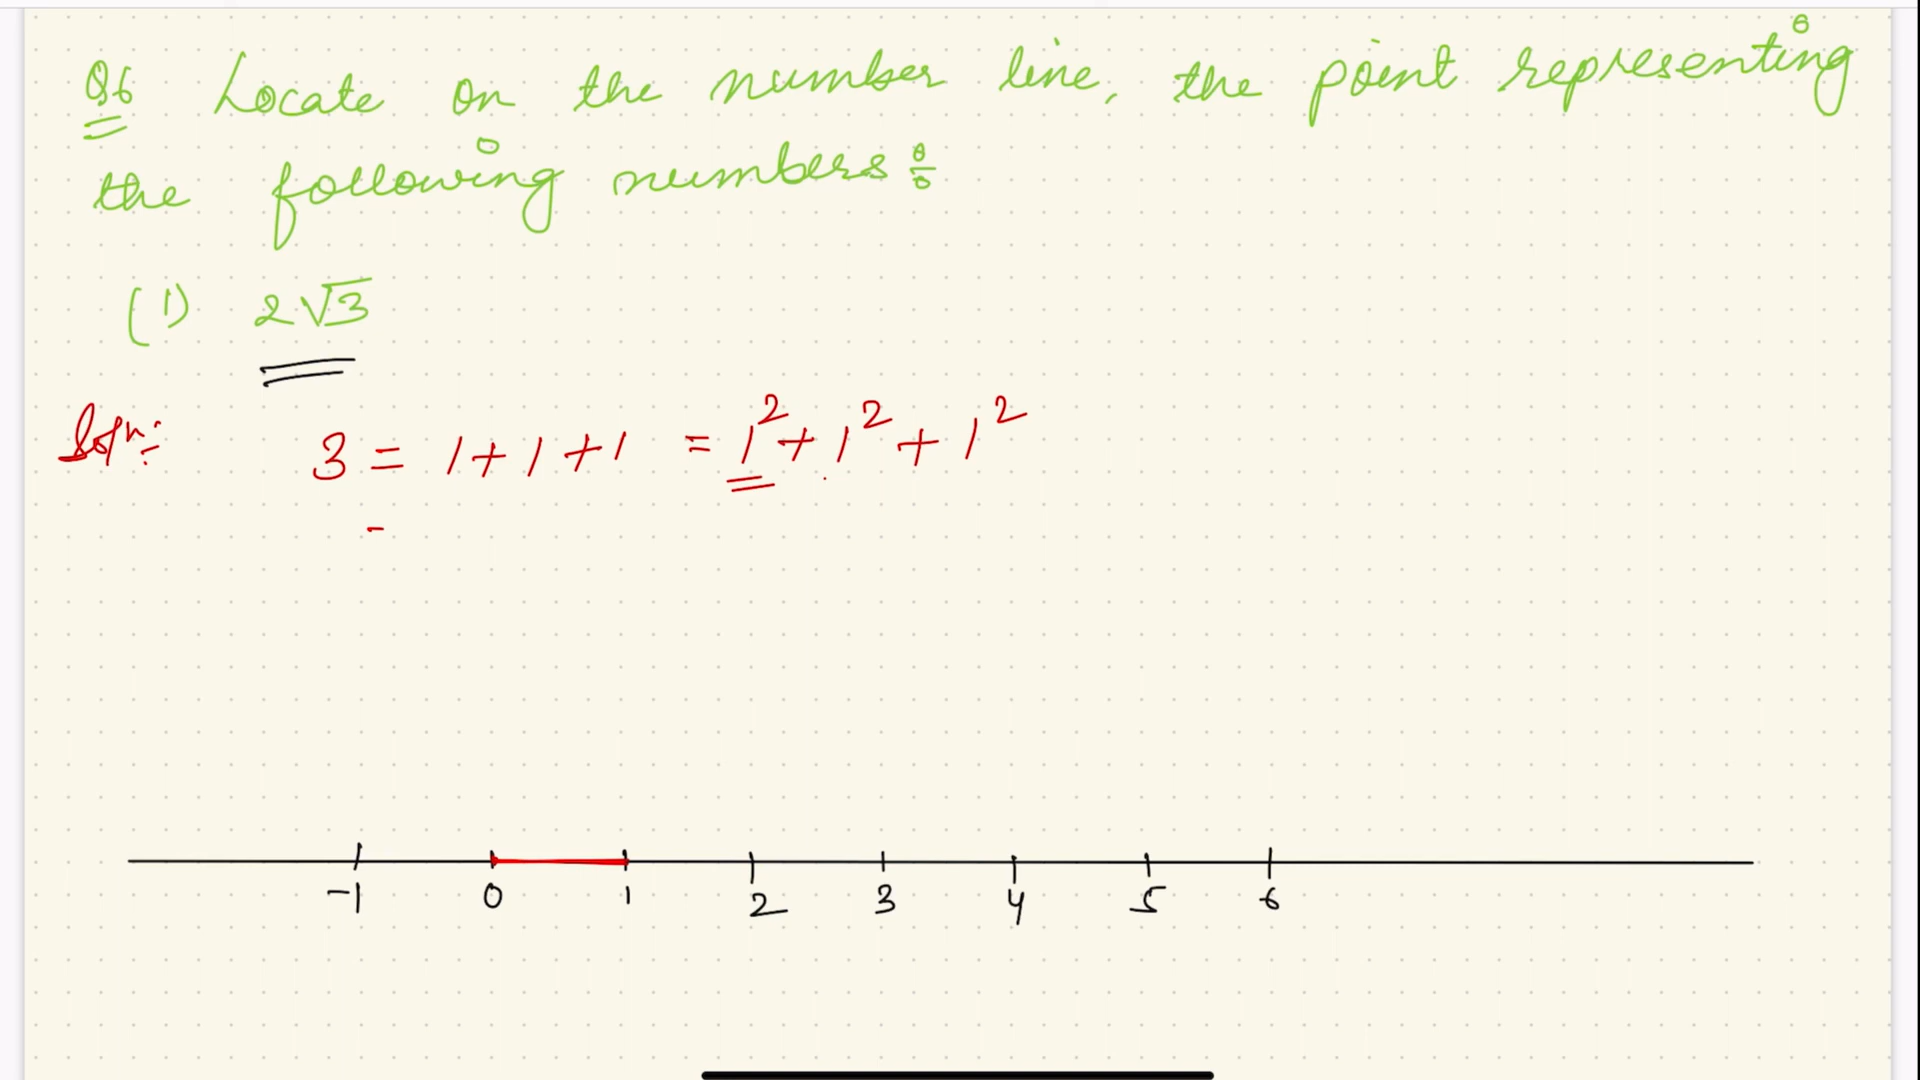 Q6 Locate on the number line, the point representing
the following numbers :
(1) 2√3
Soln:- 3 = 1+1+1 = 1²+1²+1²
-
-1 0 1 2 3 4 5 6